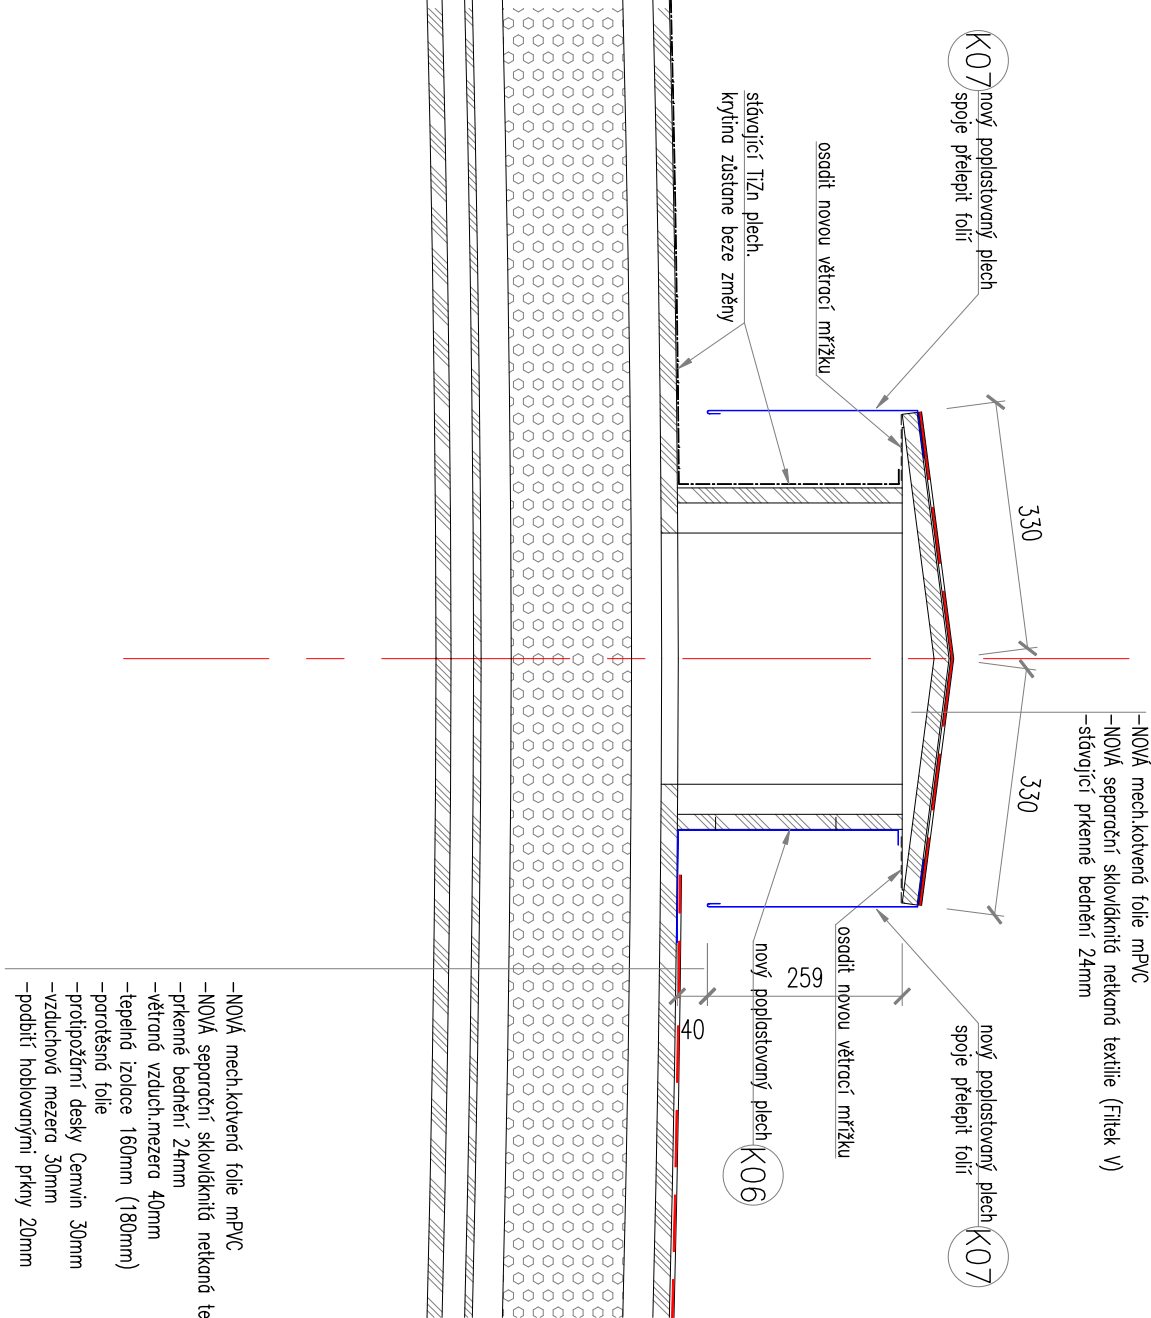 K07
nový poplastovaný plech
spoje přelepit folií
osadit novou větrací mřížku
stávající TiZn plech.
krytina zůstane beze změny
330
330
-NOVÁ mech.kotvená folie mPVC
-NOVÁ separační sklovláknitá netkaná textilie (Filtek V)
-stávající prkenné bednění 24mm
nový poplastovaný plech
spoje přelepit folií
K07
osadit novou větrací mřížku
259
40
nový poplastovaný plech
K06
-NOVÁ mech.kotvená folie mPVC
-NOVÁ separační sklovláknitá netkaná te
-prkenné bednění 24mm
-větraná vzduch.mezera 40mm
-tepelná izolace 160mm (180mm)
-parotěsná folie
-protipožární desky Cemvin 30mm
-vzduchová mezera 30mm
-podbití hoblovanými prkny 20mm